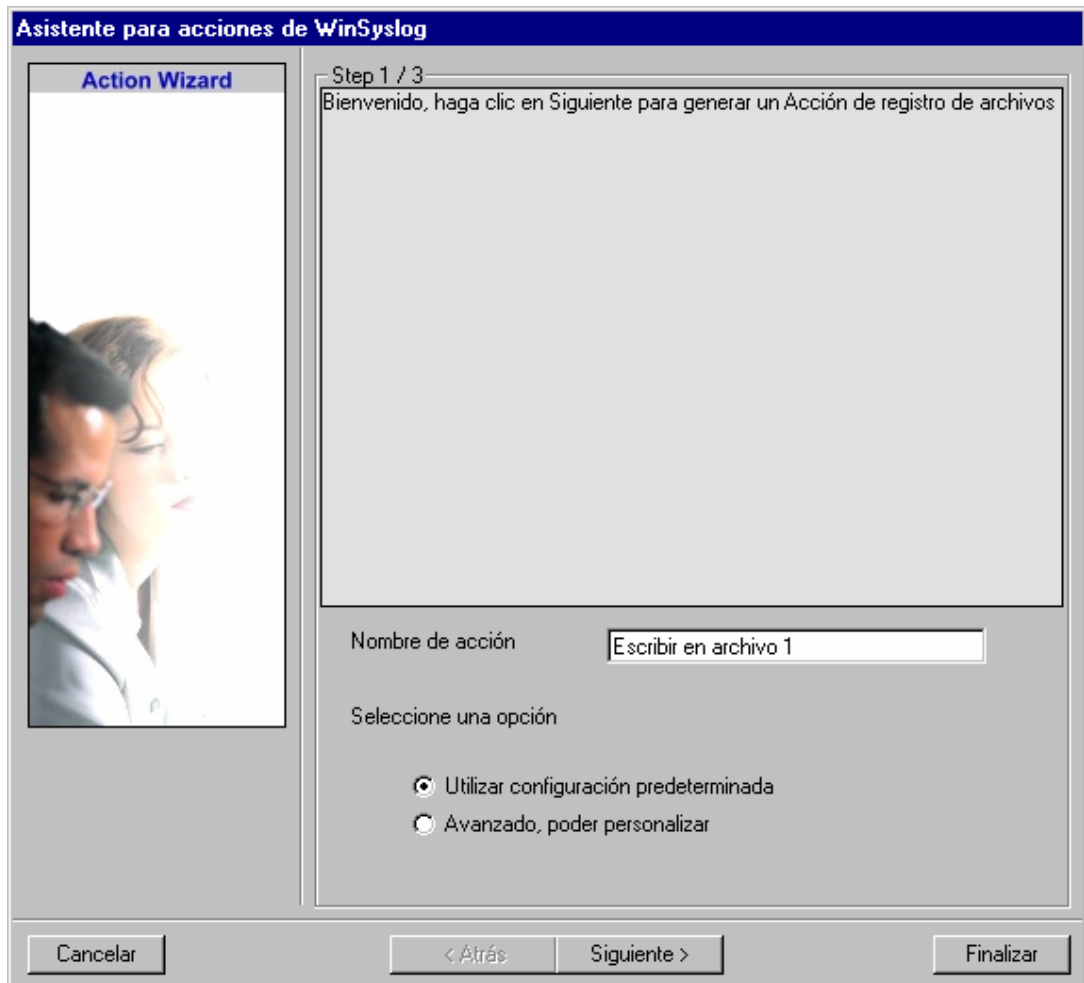 Asistente para acciones de WinSyslog
Action Wizard
Step 1 / 3
Bienvenido, haga clic en Siguiente para generar un Acción de registro de archivos
Nombre de acción
Escribir en archivo 1
Seleccione una opción
Utilizar configuración predeterminada
Avanzado, poder personalizar
Cancelar
< Atrás
Siguiente >
Finalizar